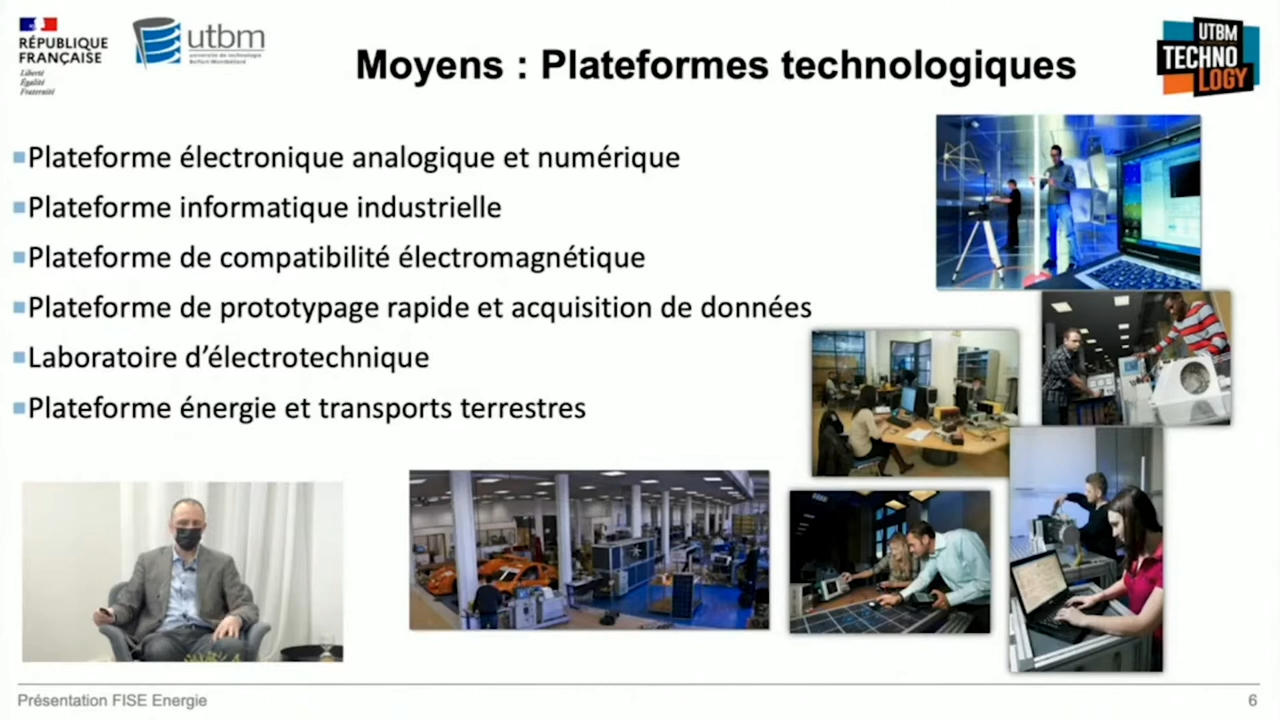 RÉPUBLIQUE
FRANÇAISE
Liberté
Égalité
Fraternité
utbm
université de technologie
Belfort-Montbéliard
Moyens : Plateformes technologiques
UTBM
TECHNO
LOGY
Plateforme électronique analogique et numérique
Plateforme informatique industrielle
Plateforme de compatibilité électromagnétique
Plateforme de prototypage rapide et acquisition de données
Laboratoire d’électrotechnique
Plateforme énergie et transports terrestres
Présentation FISE Energie
6